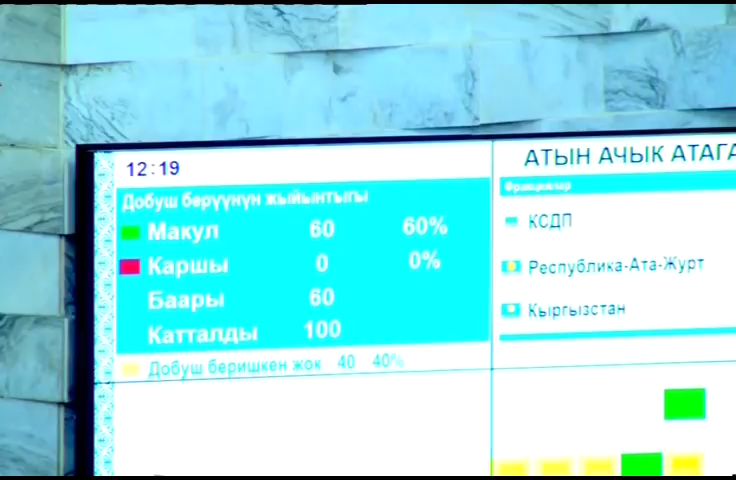 12:19
Добуш берүүнүн жыйынтыгы
Макул 60 60%
Каршы 0 0%
Баары 60
Катталды 100
Добуш беришкен жок 40 40%
АТЫН АЧЫК АТАГА
Фракциялар
КСДП
Республика-Ата-Журт
Кыргызстан